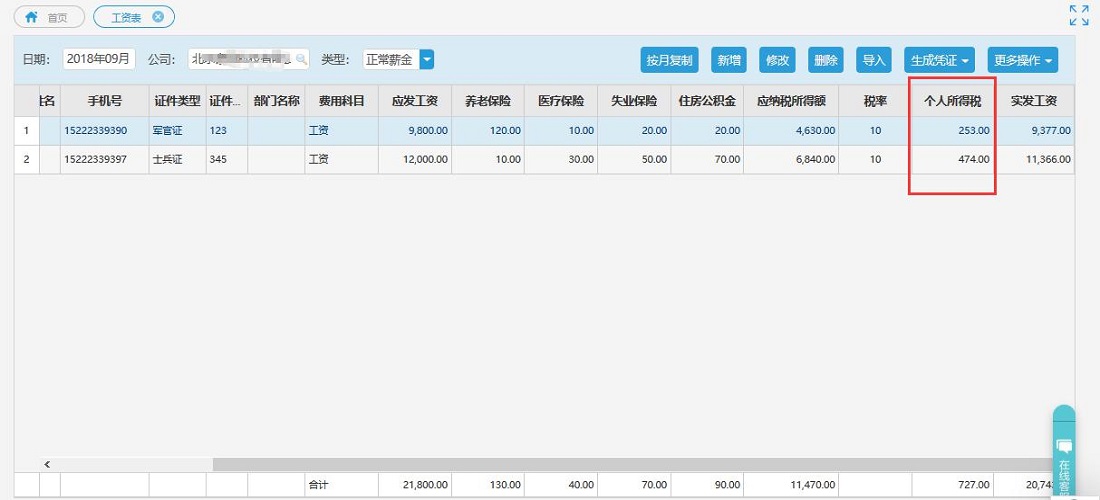 首页 工资表
日期： 2018年09月 公司： 类型： 正常薪金 按月复制 新增 修改 删除 导入 生成凭证 更多操作
名 手机号 证件类型 证件... 部门名称 费用科目 应发工资 养老保险 医疗保险 失业保险 住房公积金 应纳税所得额 税率 个人所得税 实发工资
1 15222339390 军官证 123 工资 9,800.00 120.00 10.00 20.00 20.00 4,630.00 10 253.00 9,377.00
2 15222339397 士兵证 345 工资 12,000.00 10.00 30.00 50.00 70.00 6,840.00 10 474.00 11,366.00
合计 21,800.00 130.00 40.00 70.00 90.00 11,470.00 727.00 20,74
在线客服